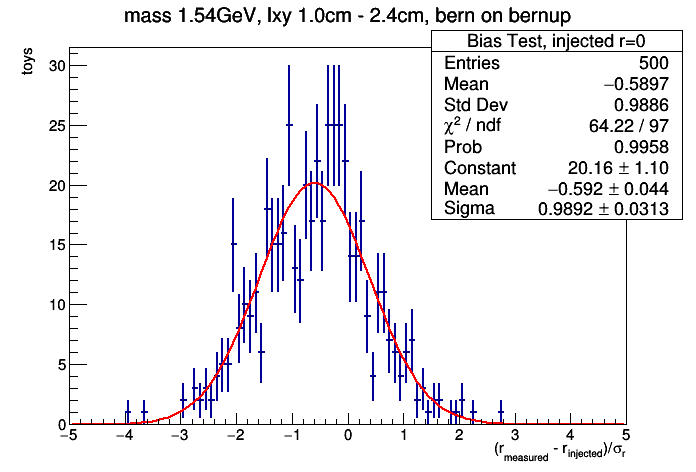 mass 1.54GeV, lxy 1.0cm - 2.4cm, bern on bernup
toys
Bias Test, injected r=0
Entries 500
Mean −0.5897
Std Dev 0.9886
χ² / ndf 64.22 / 97
Prob 0.9958
Constant 20.16 ± 1.10
Mean −0.592 ± 0.044
Sigma 0.9892 ± 0.0313
30
25
20
15
10
5
0
−5 −4 −3 −2 −1 0 1 2 3 4 5
(r_measured - r_injected)/σ_r